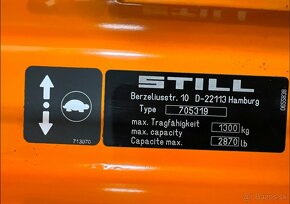 STILL
Berzeliusstr. 10 D-22113 Hamburg
Type 705319
max. Tragfähigkeit 1300 kg
max. capacity
Capacite max. 2870 lb
713070